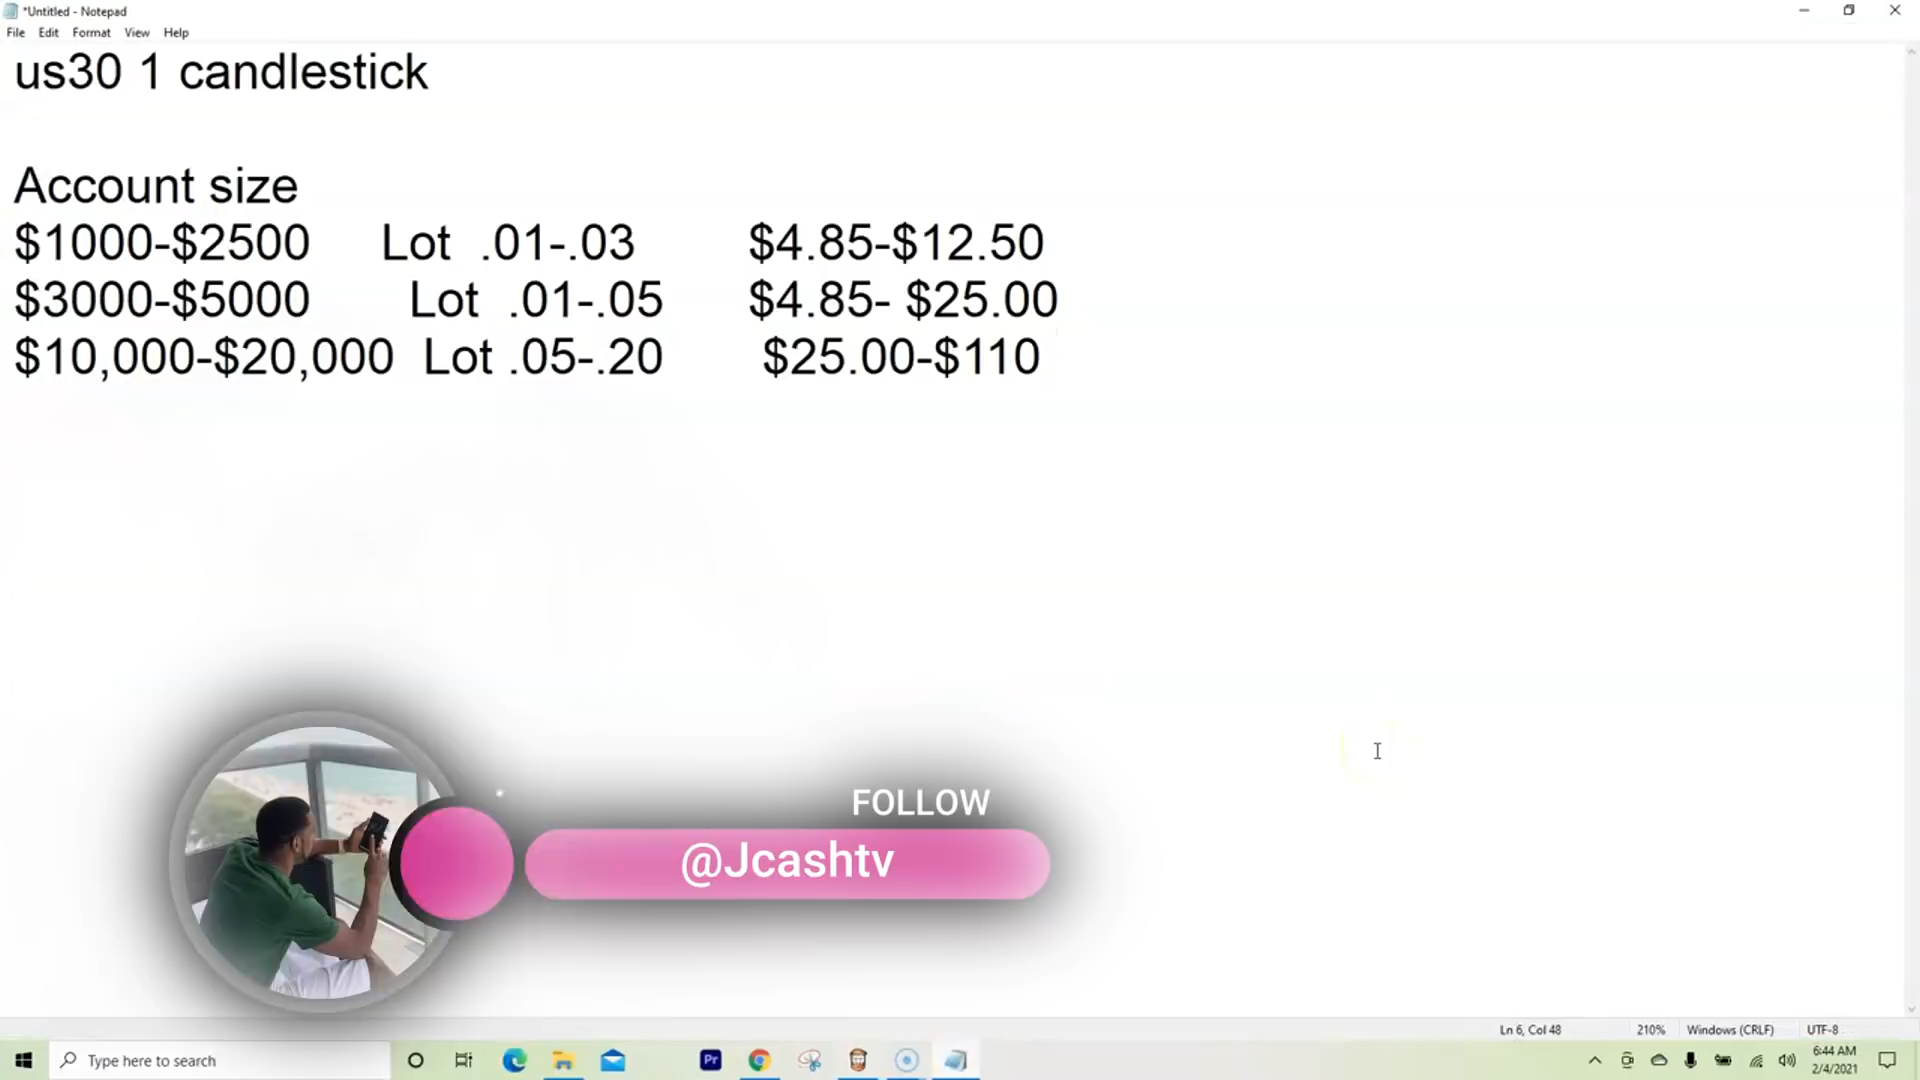 *Untitled - Notepad
File Edit Format View Help
us30 1 candlestick
Account size
$1000-$2500 Lot .01-.03 $4.85-$12.50
$3000-$5000 Lot .01-.05 $4.85- $25.00
$10,000-$20,000 Lot .05-.20 $25.00-$110
FOLLOW
@Jcashtv
Ln 6, Col 48 210% Windows (CRLF) UTF-8
Type here to search
Pr
6:44 AM
2/4/2021